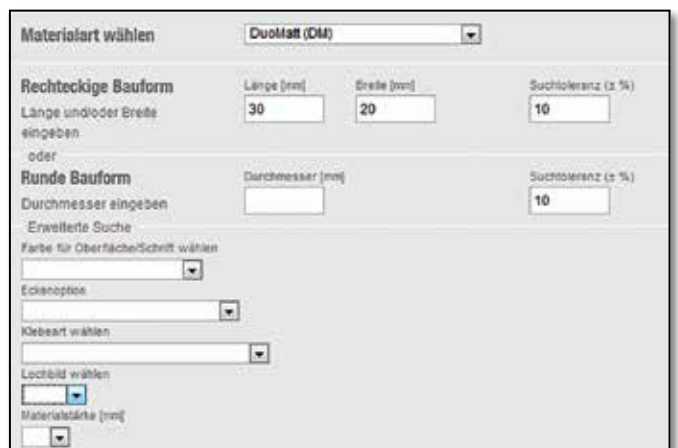 Materialart wählen DuoMatt (DM)
Rechteckige Bauform Länge [mm] Breite [mm] Suchtoleranz (± %)
Länge und/oder Breite 30 20 10
eingeben
oder
Runde Bauform Durchmesser [mm] Suchtoleranz (± %)
Durchmesser eingeben 10
Erweiterte Suche
Farbe für Oberfläche/Schrift wählen
Eckenoption
Klebeart wählen
Lochbild wählen
Materialstärke [mm]